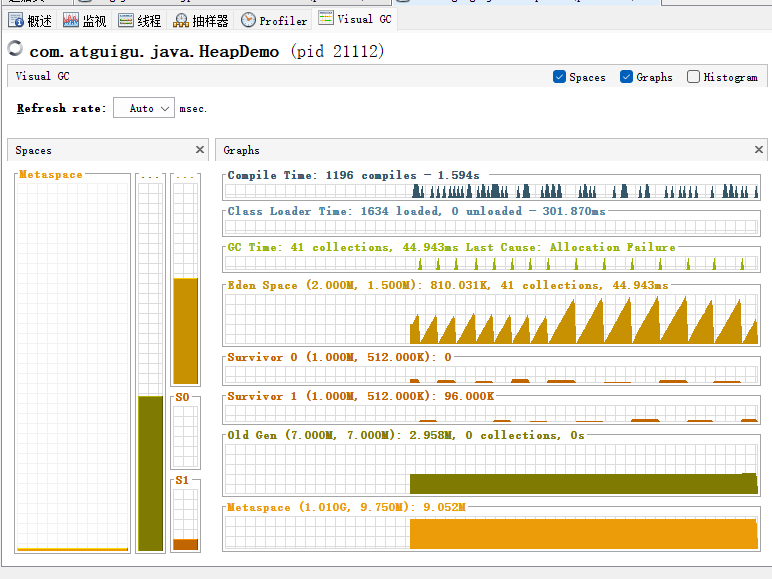 概述 监视 线程 抽样器 Profiler Visual GC
com.atguigu.java.HeapDemo (pid 21112)
Visual GC
Spaces Graphs Histogram
Refresh rate: Auto msec.
Spaces
Metaspace
...
...
S0
S1
Graphs
Compile Time: 1196 compiles - 1.594s
Class Loader Time: 1634 loaded, 0 unloaded - 301.870ms
GC Time: 41 collections, 44.943ms Last Cause: Allocation Failure
Eden Space (2.000M, 1.500M): 810.031K, 41 collections, 44.943ms
Survivor 0 (1.000M, 512.000K): 0
Survivor 1 (1.000M, 512.000K): 96.000K
Old Gen (7.000M, 7.000M): 2.958M, 0 collections, 0s
Metaspace (1.010G, 9.750M): 9.052M